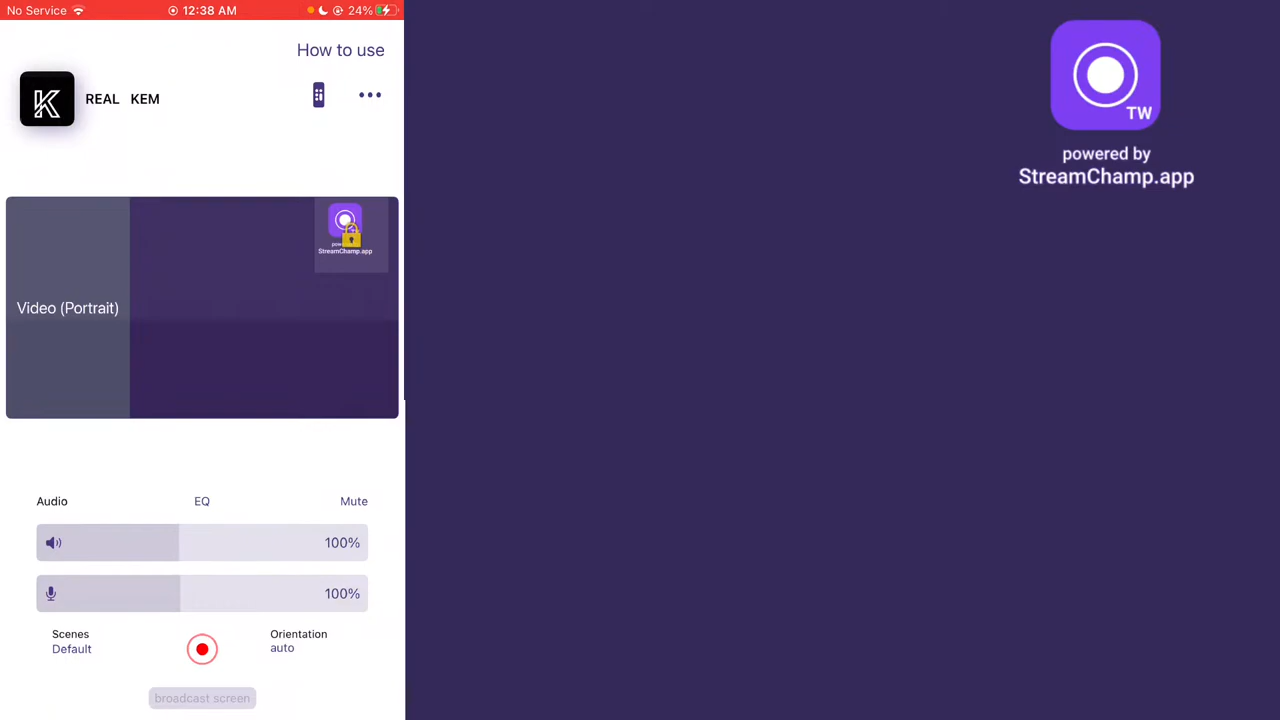 No Service 12:38 AM 24%
How to use
K REAL KEM
StreamChamp.app
Video (Portrait)
Audio EQ Mute
100%
100%
Scenes Orientation
Default auto
broadcast screen
TW
powered by
StreamChamp.app